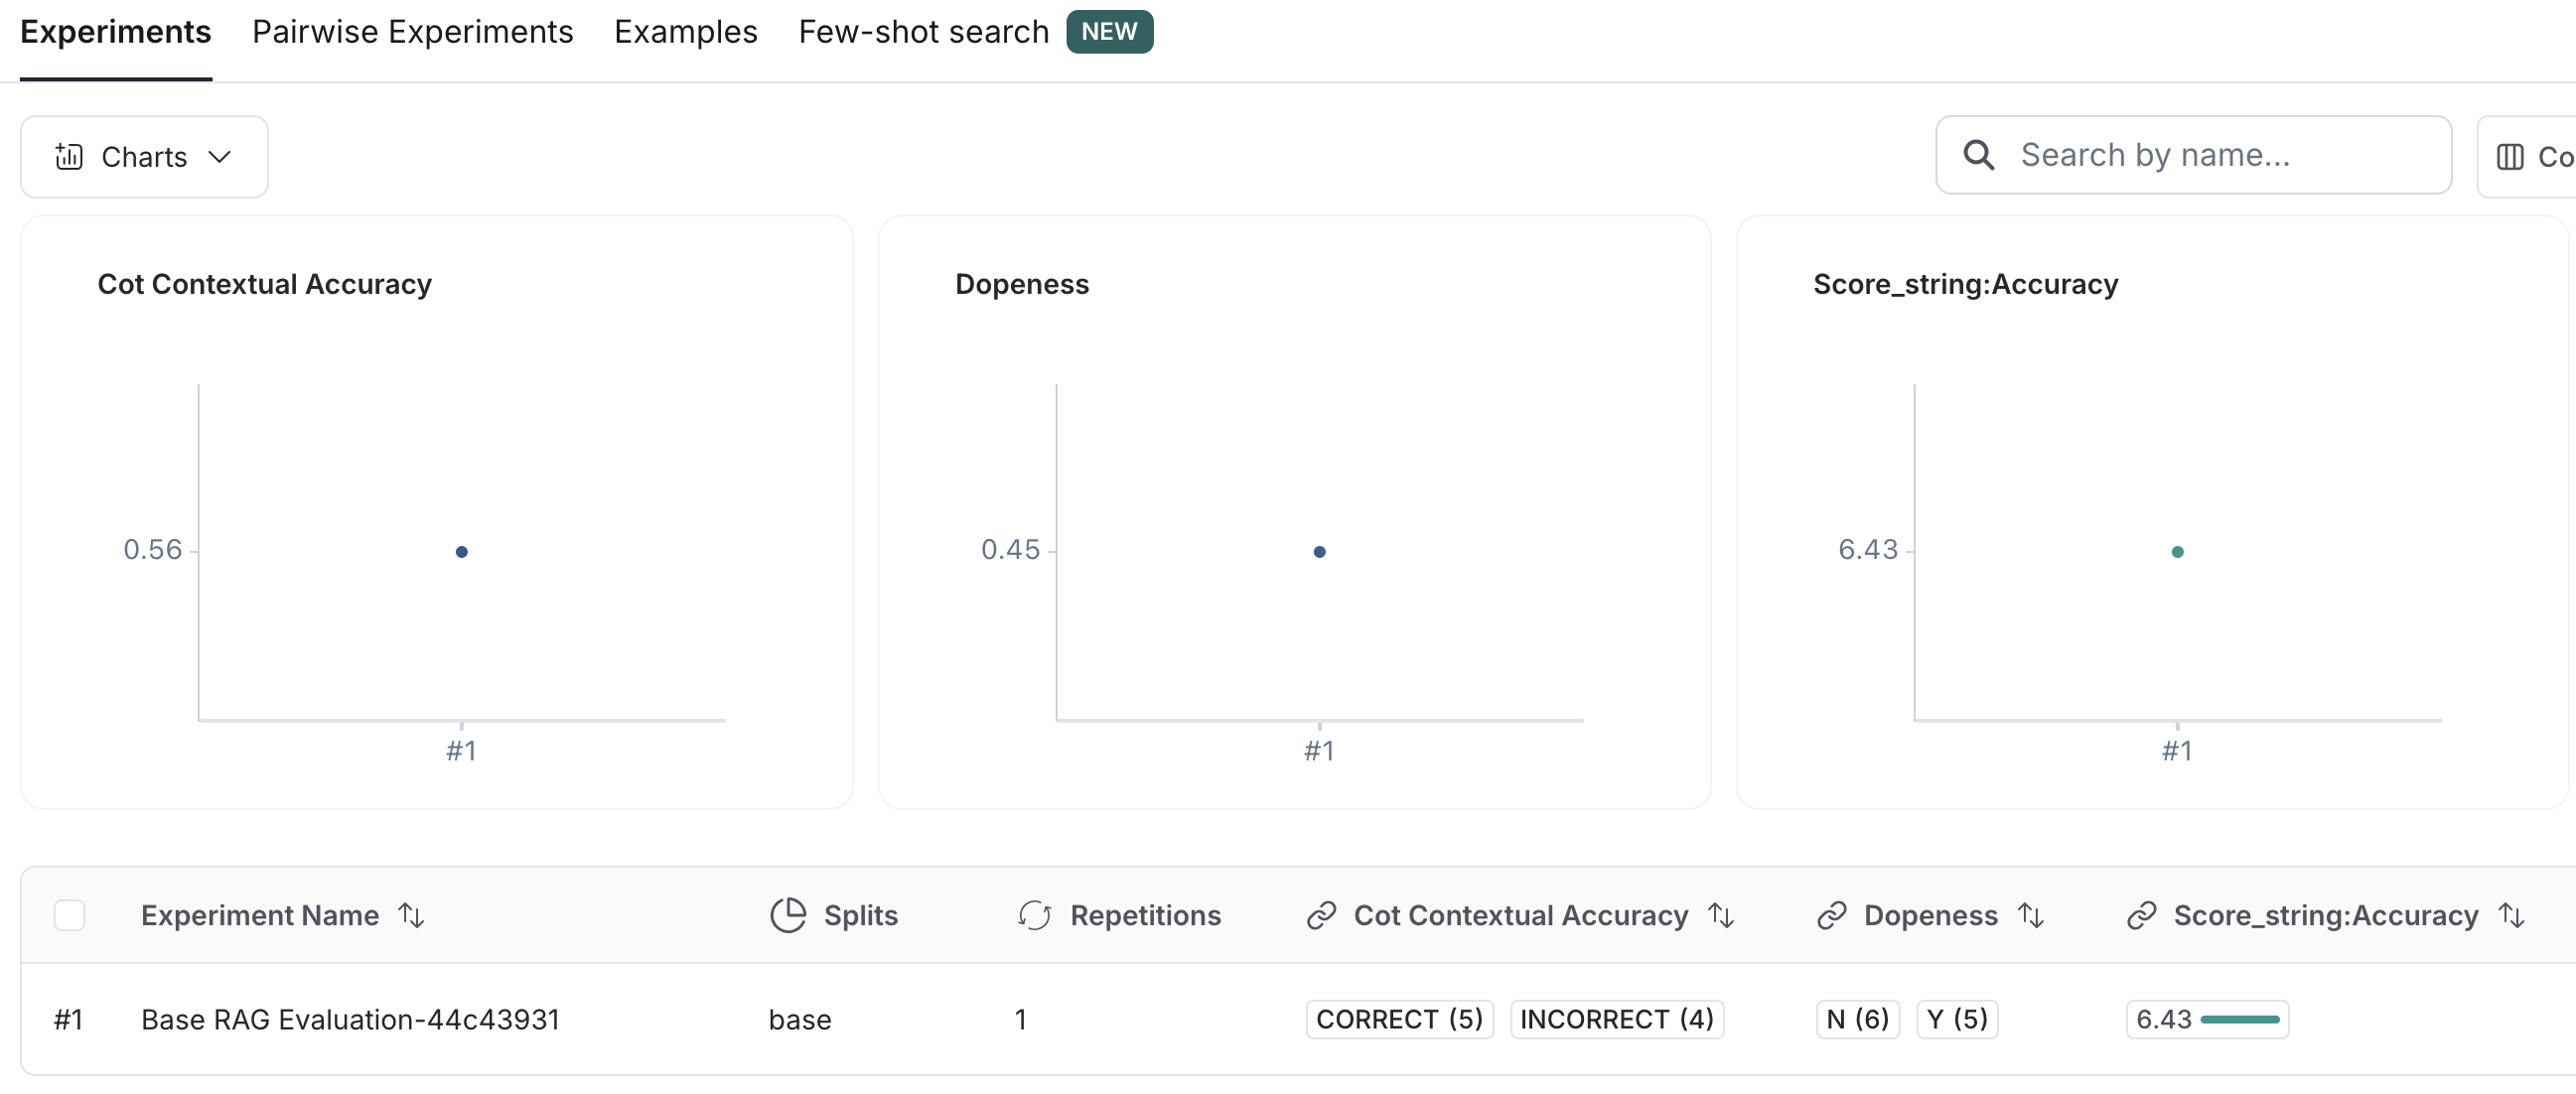 Experiments Pairwise Experiments Examples Few-shot search NEW
Charts Search by name... Co
Cot Contextual Accuracy
0.56
#1
Dopeness
0.45
#1
Score_string:Accuracy
6.43
#1
Experiment Name Splits Repetitions Cot Contextual Accuracy Dopeness Score_string:Accuracy
#1 Base RAG Evaluation-44c43931 base 1 CORRECT (5) INCORRECT (4) N (6) Y (5) 6.43